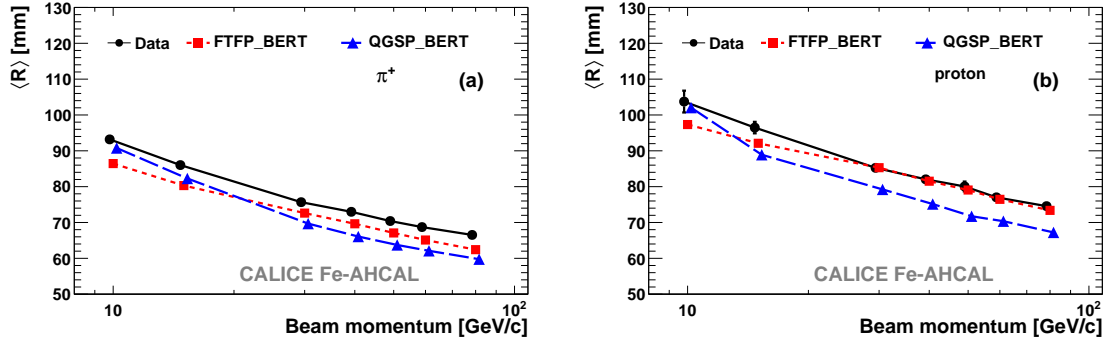 ⟨R⟩ [mm]
130
120
110
100
90
80
70
60
50
Data
FTFP_BERT
QGSP_BERT
π⁺
(a)
CALICE Fe-AHCAL
10
10²
Beam momentum [GeV/c]
⟨R⟩ [mm]
130
120
110
100
90
80
70
60
50
Data
FTFP_BERT
QGSP_BERT
proton
(b)
CALICE Fe-AHCAL
10
10²
Beam momentum [GeV/c]